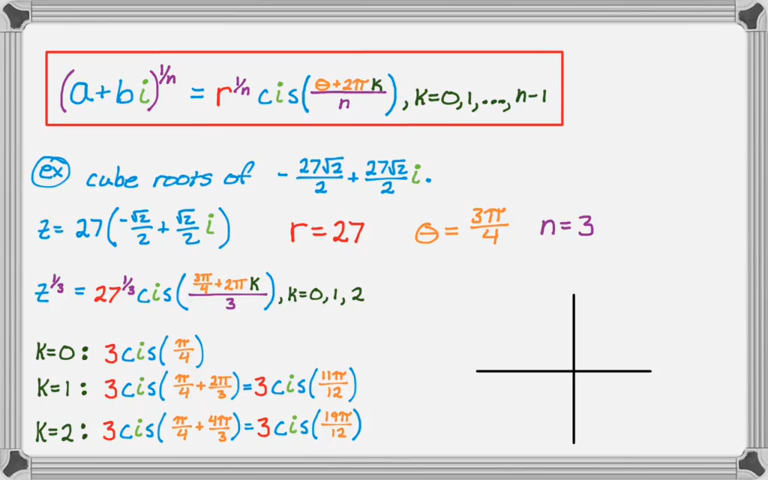 (a+bi)^1/n = r^1/n cis((θ+2πk)/n), k=0,1,...,n-1
ex cube roots of -27√2/2 + 27√2/2 i.
z= 27(-√2/2 + √2/2 i) r=27 θ= 3π/4 n=3
z^1/3 = 27^1/3 cis((3π/4+2πk)/3), k=0,1,2
k=0: 3cis(π/4)
k=1: 3cis(π/4+2π/3)=3cis(11π/12)
k=2: 3cis(π/4+4π/3)=3cis(19π/12)